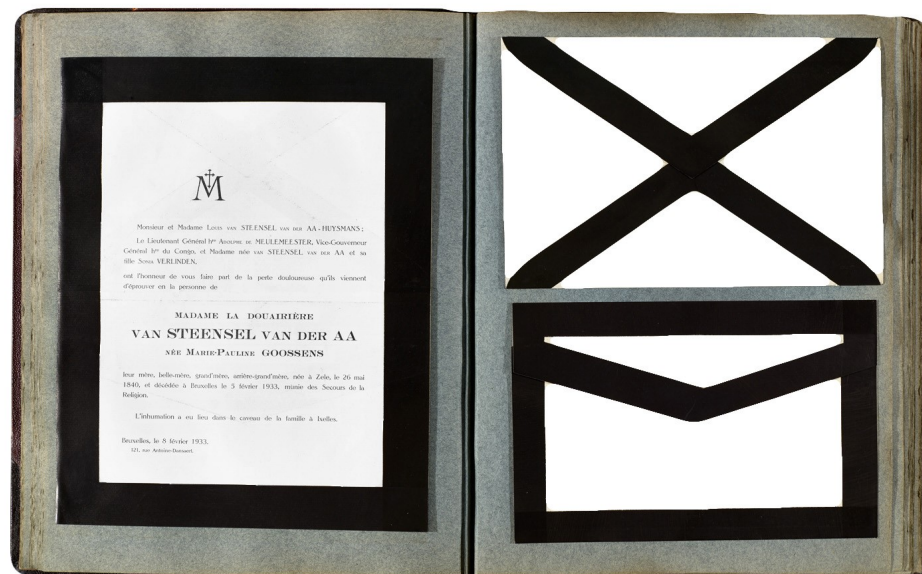 M
Monsieur et Madame Louis van STEENSEL van der AA-HUYSMANS;
Le Lieutenant Général hre Adolphe de MEULEMEESTER, Vice-Gouverneur
Général hre du Congo, et Madame née van STEENSEL van der AA et sa
fille Sonia VERLINDEN,
ont l'honneur de vous faire part de la perte douloureuse qu'ils viennent
d'éprouver en la personne de
MADAME LA DOUAIRIÈRE
VAN STEENSEL VAN DER AA
NÉE Marie-Pauline GOOSSENS
leur mère, belle-mère, grand'mère, arrière-grand'mère, née à Zele, le 26 mai
1840, et décédée à Bruxelles le 5 février 1933, munie des Secours de la
Religion.
L'inhumation a eu lieu dans le caveau de la famille à Ixelles.
Bruxelles, le 8 février 1933.
121, rue Antoine-Dansaert.